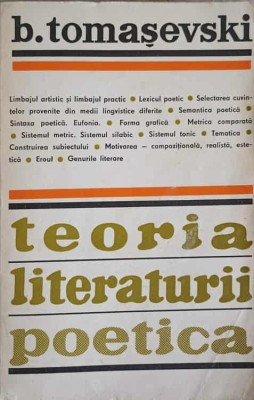 b.tomașevski
Limbajul artistic și limbajul practic ● Lexicul poetic ● Selectarea cuvin-
telor provenite din medii lingvistice diferite ● Semantica poetică ●
Sintaxa poetică. Eufonia. ● Forma grafică ● Metrica comparată
● Sistemul metric. Sistemul silabic ● Sistemul tonic ● Tematica ●
Construirea subiectului ● Motivarea — compozițională, realistă, este-
tică ● Eroul ● Genurile literare
teoria
literaturii
poetica